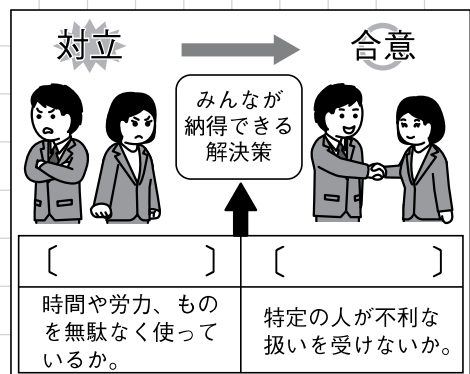 対立
合意
みんなが
納得できる
解決策
〔　　　　　〕
〔　　　　　〕
時間や労力、もの
を無駄なく使って
いるか。
特定の人が不利な
扱いを受けないか。